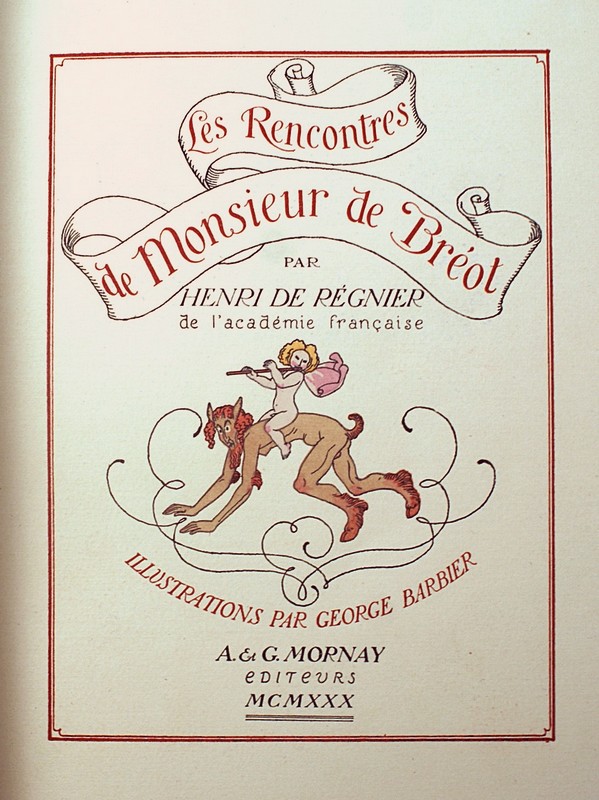 Les Rencontres
de Monsieur de Bréot
PAR
HENRI DE RÉGNIER
de l'académie française
ILLUSTRATIONS PAR GEORGE BARBIER
A. & G. MORNAY
EDITEURS
MCMXXX